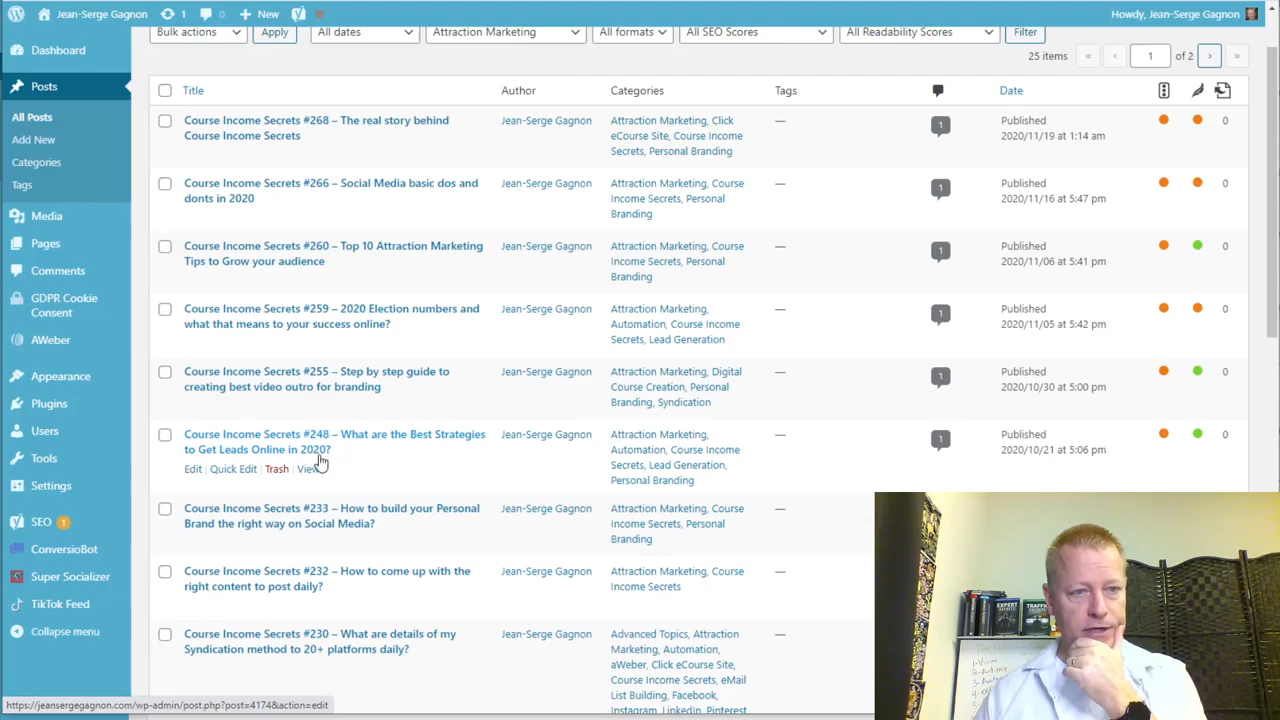 Jean-Serge Gagnon
1
0
New
Howdy, Jean-Serge Gagnon
Bulk actions
Apply
All dates
Attraction Marketing
All formats
All SEO Scores
All Readability Scores
Filter
25 items « ‹ 1 of 2 › »
Dashboard
Posts
All Posts
Add New
Categories
Tags
Media
Pages
Comments
GDPR Cookie
Consent
AWeber
Appearance
Plugins
Users
Tools
Settings
SEO 1
ConversioBot
Super Socializer
TikTok Feed
Collapse menu
Title
Author
Categories
Tags
Date
Course Income Secrets #268 – The real story behind
Course Income Secrets
Jean-Serge Gagnon
Attraction Marketing, Click
eCourse Site, Course Income
Secrets, Personal Branding
—
1
Published
2020/11/19 at 1:14 am
0
Course Income Secrets #266 – Social Media basic dos and
donts in 2020
Jean-Serge Gagnon
Attraction Marketing, Course
Income Secrets, Personal
Branding
—
1
Published
2020/11/16 at 5:47 pm
0
Course Income Secrets #260 – Top 10 Attraction Marketing
Tips to Grow your audience
Jean-Serge Gagnon
Attraction Marketing, Course
Income Secrets, Personal
Branding
—
1
Published
2020/11/06 at 5:41 pm
0
Course Income Secrets #259 – 2020 Election numbers and
what that means to your success online?
Jean-Serge Gagnon
Attraction Marketing,
Automation, Course Income
Secrets, Lead Generation
—
1
Published
2020/11/05 at 5:42 pm
0
Course Income Secrets #255 – Step by step guide to
creating best video outro for branding
Jean-Serge Gagnon
Attraction Marketing, Digital
Course Creation, Personal
Branding, Syndication
—
1
Published
2020/10/30 at 5:00 pm
0
Course Income Secrets #248 – What are the Best Strategies
to Get Leads Online in 2020?
Edit | Quick Edit | Trash | View
Jean-Serge Gagnon
Attraction Marketing,
Automation, Course Income
Secrets, Lead Generation,
Personal Branding
—
1
Published
2020/10/21 at 5:06 pm
0
Course Income Secrets #233 – How to build your Personal
Brand the right way on Social Media?
Jean-Serge Gagnon
Attraction Marketing, Course
Income Secrets, Personal
Branding
—
Course Income Secrets #232 – How to come up with the
right content to post daily?
Jean-Serge Gagnon
Attraction Marketing, Course
Income Secrets
—
Course Income Secrets #230 – What are details of my
Syndication method to 20+ platforms daily?
Jean-Serge Gagnon
Advanced Topics, Attraction
Marketing, Automation,
aWeber, Click eCourse Site,
Course Income Secrets, eMail
List Building, Facebook,
Instagram, LinkedIn, Pinterest
—
https://jeansergegagnon.com/wp-admin/post.php?post=4174&action=edit
EXPERT
SECRETS
TRAFFIC